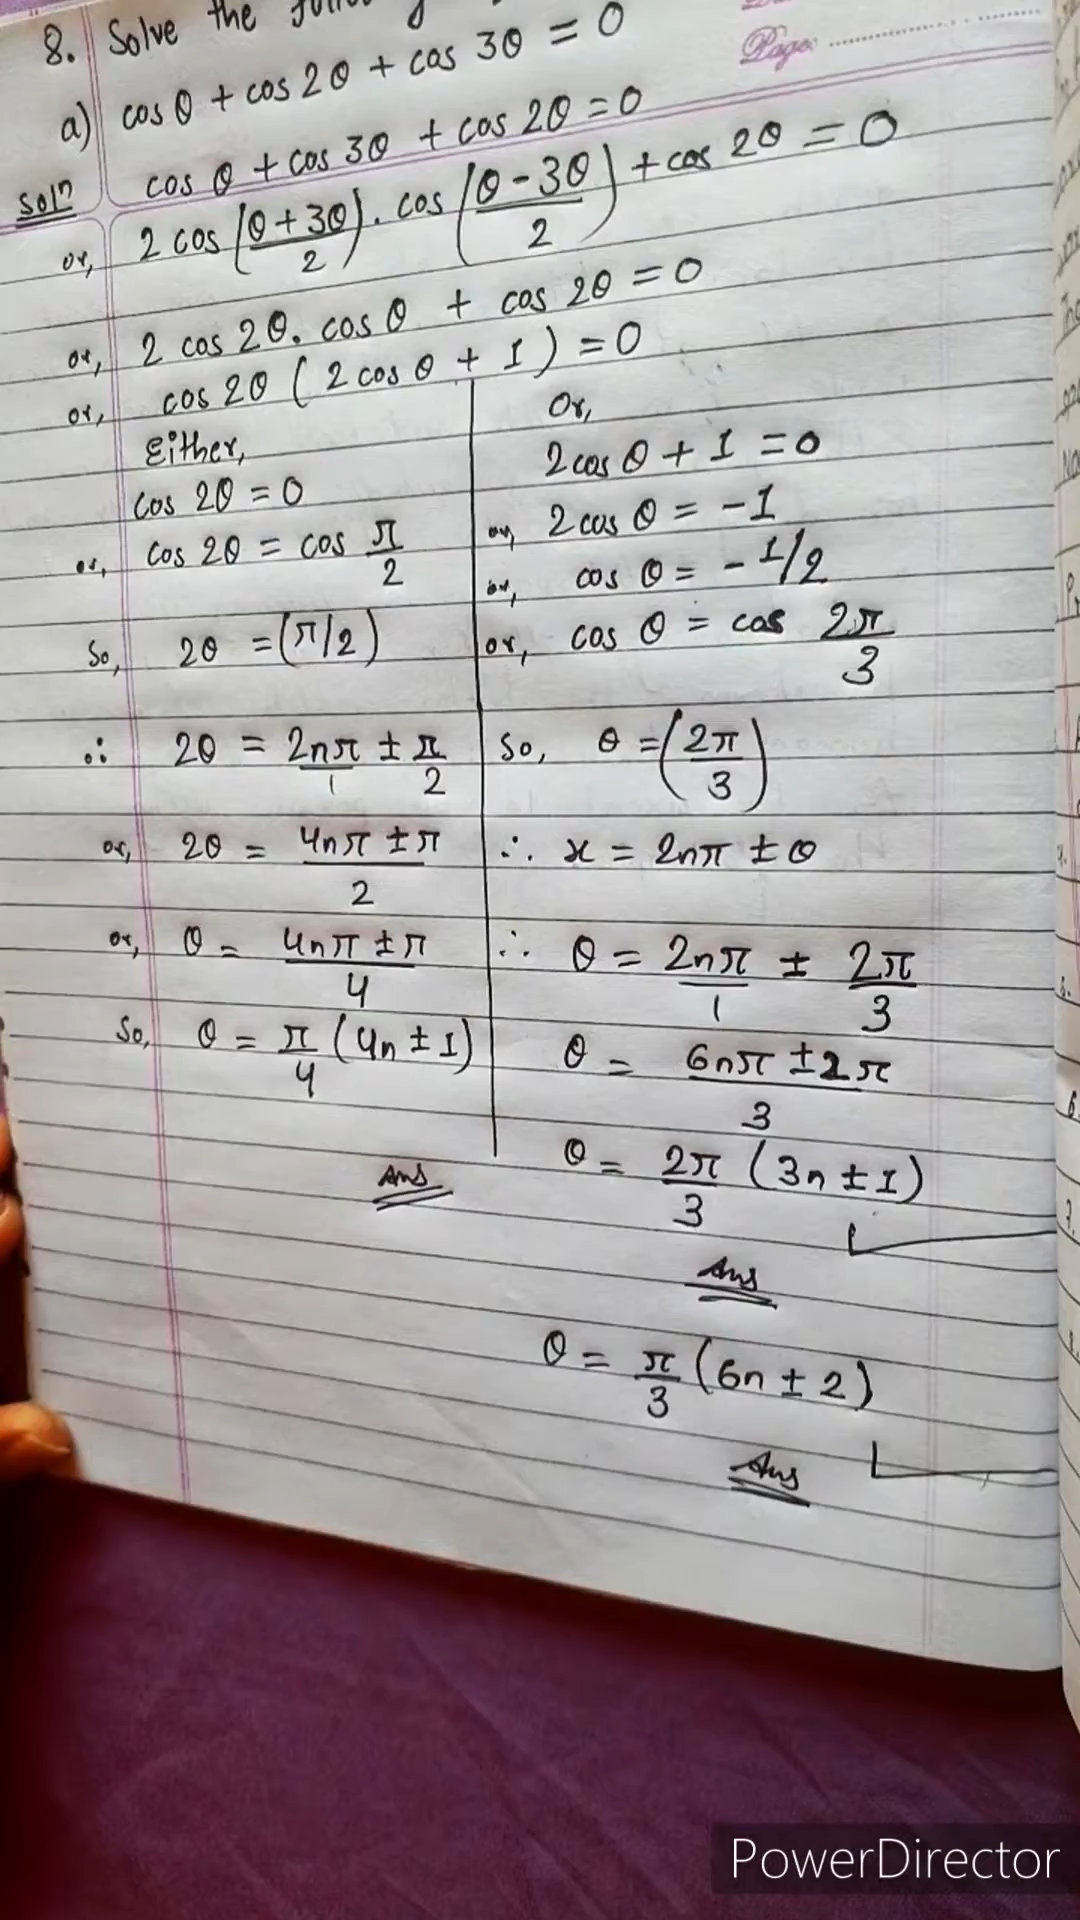 8. Solve the
a) cos θ + cos 2θ + cos 3θ = 0
Page: ..................
Solⁿ cos θ + cos 3θ + cos 2θ = 0
or, 2 cos (θ + 3θ / 2) . cos (θ - 3θ / 2) + cos 2θ = 0
or, 2 cos 2θ . cos θ + cos 2θ = 0
or, cos 2θ ( 2 cos θ + 1 ) = 0
Either,
cos 2θ = 0
or, cos 2θ = cos π/2
So, 2θ = (π/2)
∴ 2θ = 2nπ/1 ± π/2
or, 2θ = 4nπ ± π / 2
or, θ = 4nπ ± π / 4
So, θ = π/4 (4n ± 1)
Ans
Or,
2 cos θ + 1 = 0
or, 2 cos θ = -1
or, cos θ = - 1/2
or, cos θ = cos 2π/3
So, θ = (2π/3)
∴ x = 2nπ ± θ
∴ θ = 2nπ/1 ± 2π/3
θ = 6nπ ± 2π / 3
θ = 2π/3 (3n ± 1)
Ans
θ = π/3 (6n ± 2)
Ans
PowerDirector